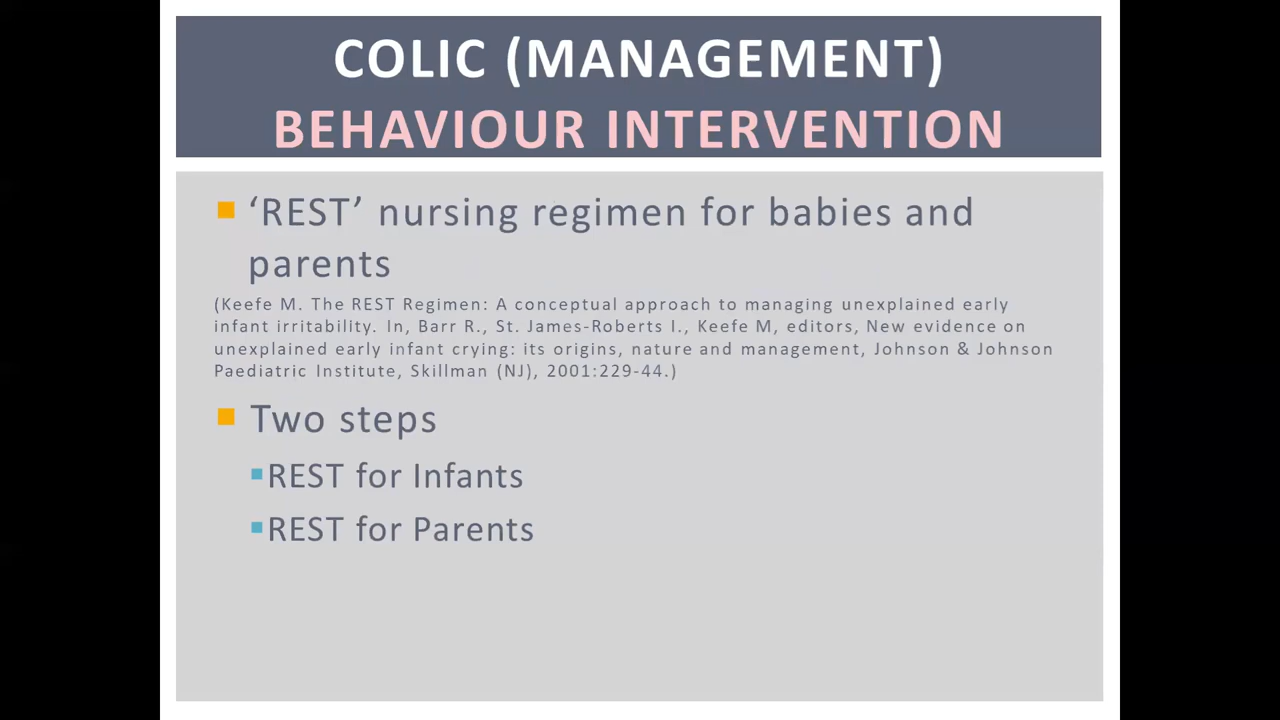 COLIC (MANAGEMENT)
BEHAVIOUR INTERVENTION
‘REST’ nursing regimen for babies and
parents
(Keefe M. The REST Regimen: A conceptual approach to managing unexplained early
infant irritability. In, Barr R., St. James-Roberts I., Keefe M, editors, New evidence on
unexplained early infant crying: its origins, nature and management, Johnson & Johnson
Paediatric Institute, Skillman (NJ), 2001:229-44.)
Two steps
REST for Infants
REST for Parents